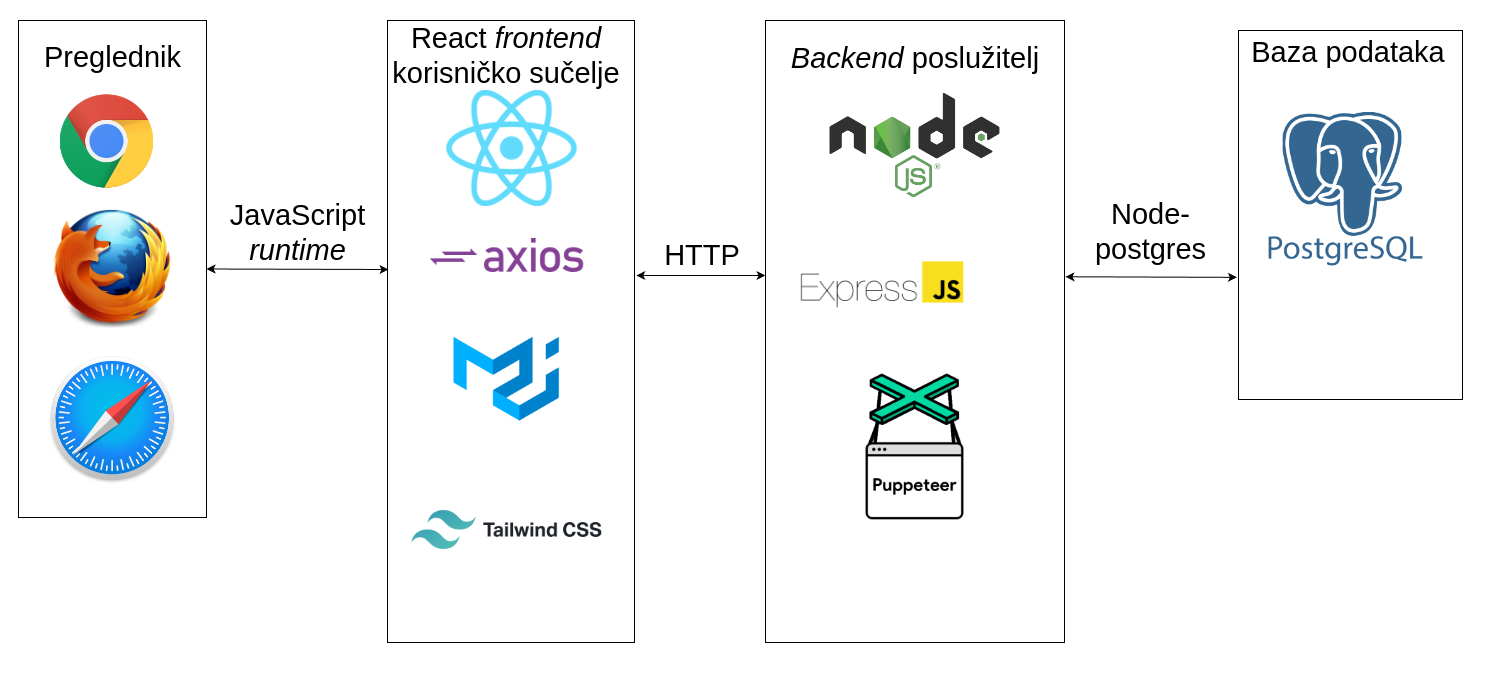 Preglednik
JavaScript
runtime
React frontend
korisničko sučelje
axios
Tailwind CSS
HTTP
Backend poslužitelj
node
JS
®
Express JS
Puppeteer
Node-
postgres
Baza podataka
PostgreSQL